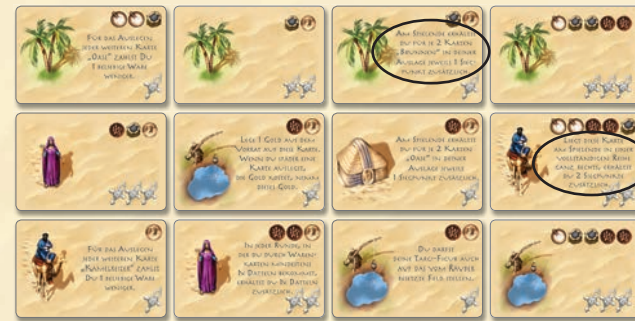 FÜR DAS AUSLEGEN
JEDER WEITEREN KARTE
„OASE" ZAHLST DU
1 BELIEBIGE WARE
WENIGER.
AM SPIELENDE ERHÄLTST
DU FÜR JE 2 KARTEN
„BRUNNEN" IN DEINER
AUSLAGE JEWEILS 1 SIEG-
PUNKT ZUSÄTZLICH.
LEGE 1 GOLD AUS DEM
VORRAT AUF DIESE KARTE.
WENN DU SPÄTER EINE
KARTE AUSLEGST,
DIE GOLD KOSTET, NIMM
DIESES GOLD.
AM SPIELENDE ERHÄLTST
DU FÜR JE 2 KARTEN
„OASE" IN DEINER
AUSLAGE JEWEILS
1 SIEGPUNKT ZUSÄTZLICH.
LIEGT DIESE KARTE
AM SPIELENDE IN EINER
VOLLSTÄNDIGEN REIHE
GANZ RECHTS, ERHÄLTST
DU 2 SIEGPUNKTE
ZUSÄTZLICH.
FÜR DAS AUSLEGEN
JEDER WEITEREN KARTE
„KAMELREITER" ZAHLST
DU 1 BELIEBIGE WARE
WENIGER.
IN JEDER RUNDE, IN
DER DU DURCH WAREN-
KARTEN MINDESTENS
1X DATTELN BEKOMMST,
ERHÄLTST DU 1X DATTELN
ZUSÄTZLICH.
DU DARFST
DEINE TARGI-FIGUR AUCH
AUF DAS VOM RÄUBER
BESETZTE FELD STELLEN.